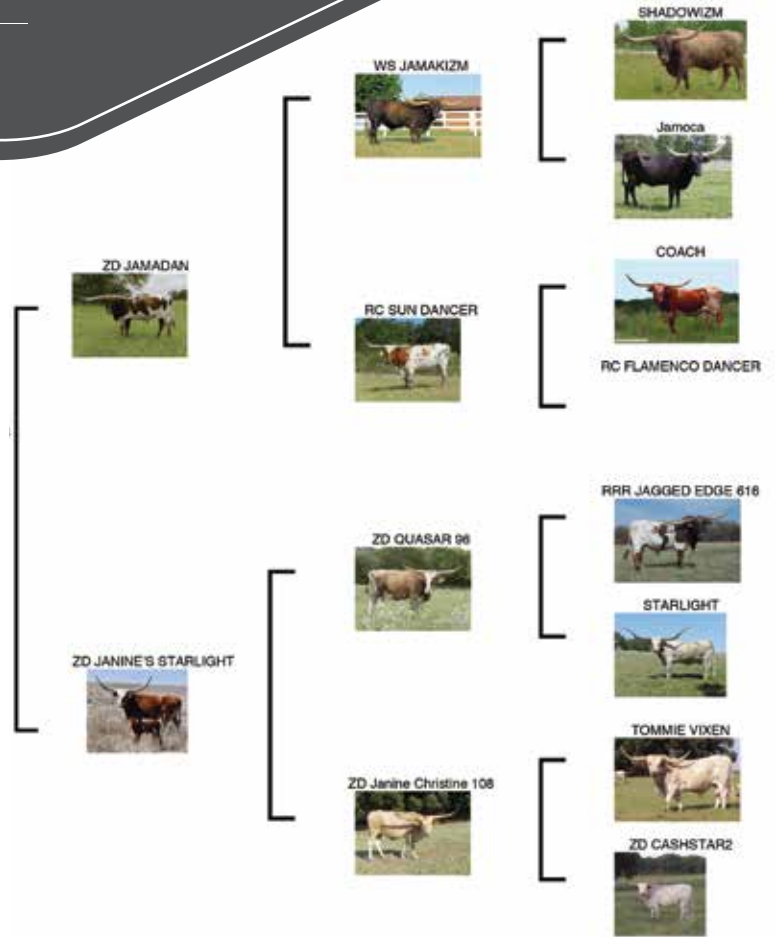 SHADOWIZM
WS JAMAKIZM
Jamoca
ZD JAMADAN
COACH
RC SUN DANCER
RC FLAMENCO DANCER
RRR JAGGED EDGE 616
ZD QUASAR 96
STARLIGHT
ZD JANINE'S STARLIGHT
TOMMIE VIXEN
ZD Janine Christine 108
ZD CASHSTAR2